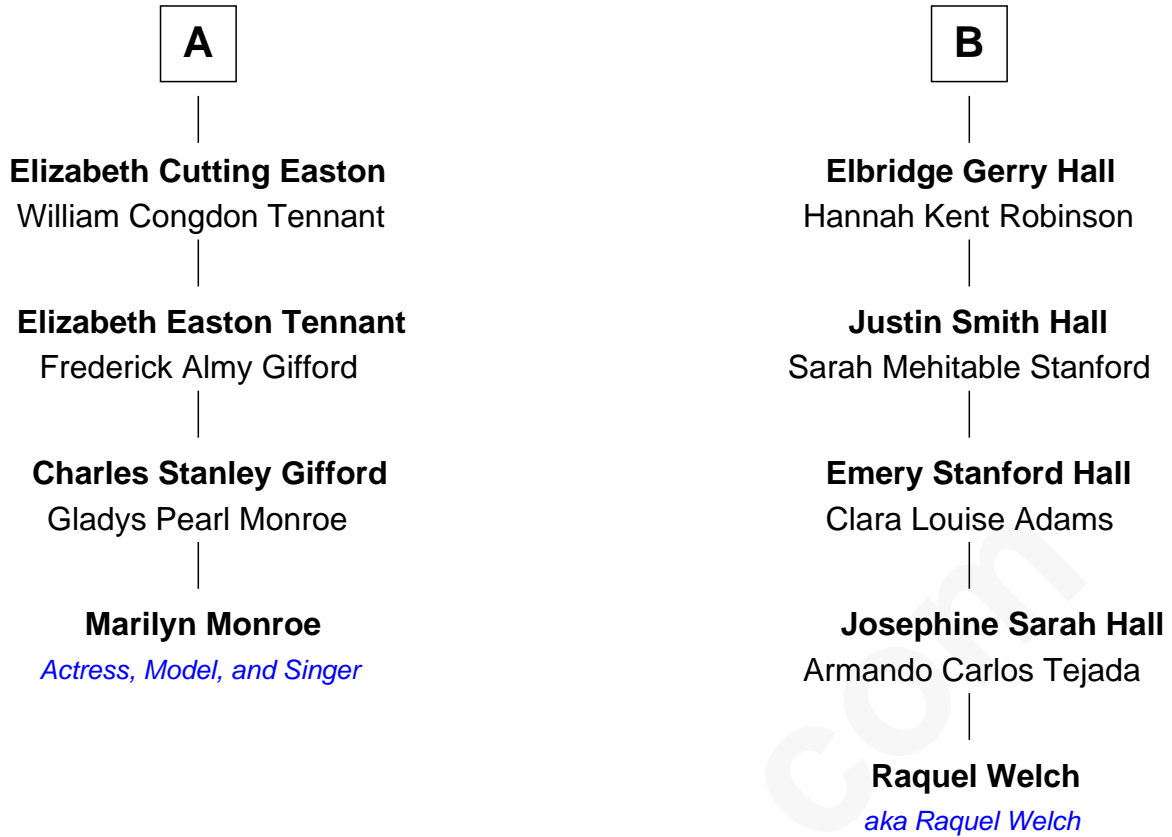 A
Elizabeth Cutting Easton
William Congdon Tennant
Elizabeth Easton Tennant
Frederick Almy Gifford
Charles Stanley Gifford
Gladys Pearl Monroe
Marilyn Monroe
Actress, Model, and Singer
B
Elbridge Gerry Hall
Hannah Kent Robinson
Justin Smith Hall
Sarah Mehitable Stanford
Emery Stanford Hall
Clara Louise Adams
Josephine Sarah Hall
Armando Carlos Tejada
Raquel Welch
aka Raquel Welch
com